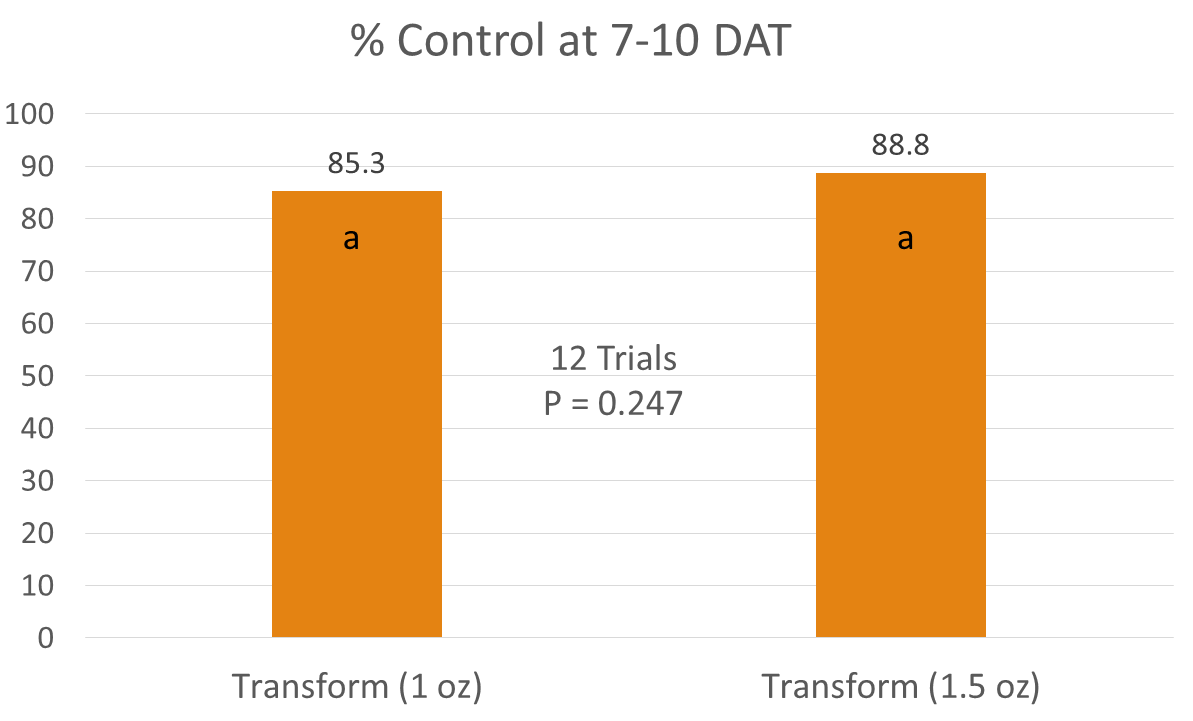 % Control at 7-10 DAT
100
90
80
70
60
50
40
30
20
10
0
85.3
88.8
a
a
12 Trials
P = 0.247
Transform (1 oz)
Transform (1.5 oz)